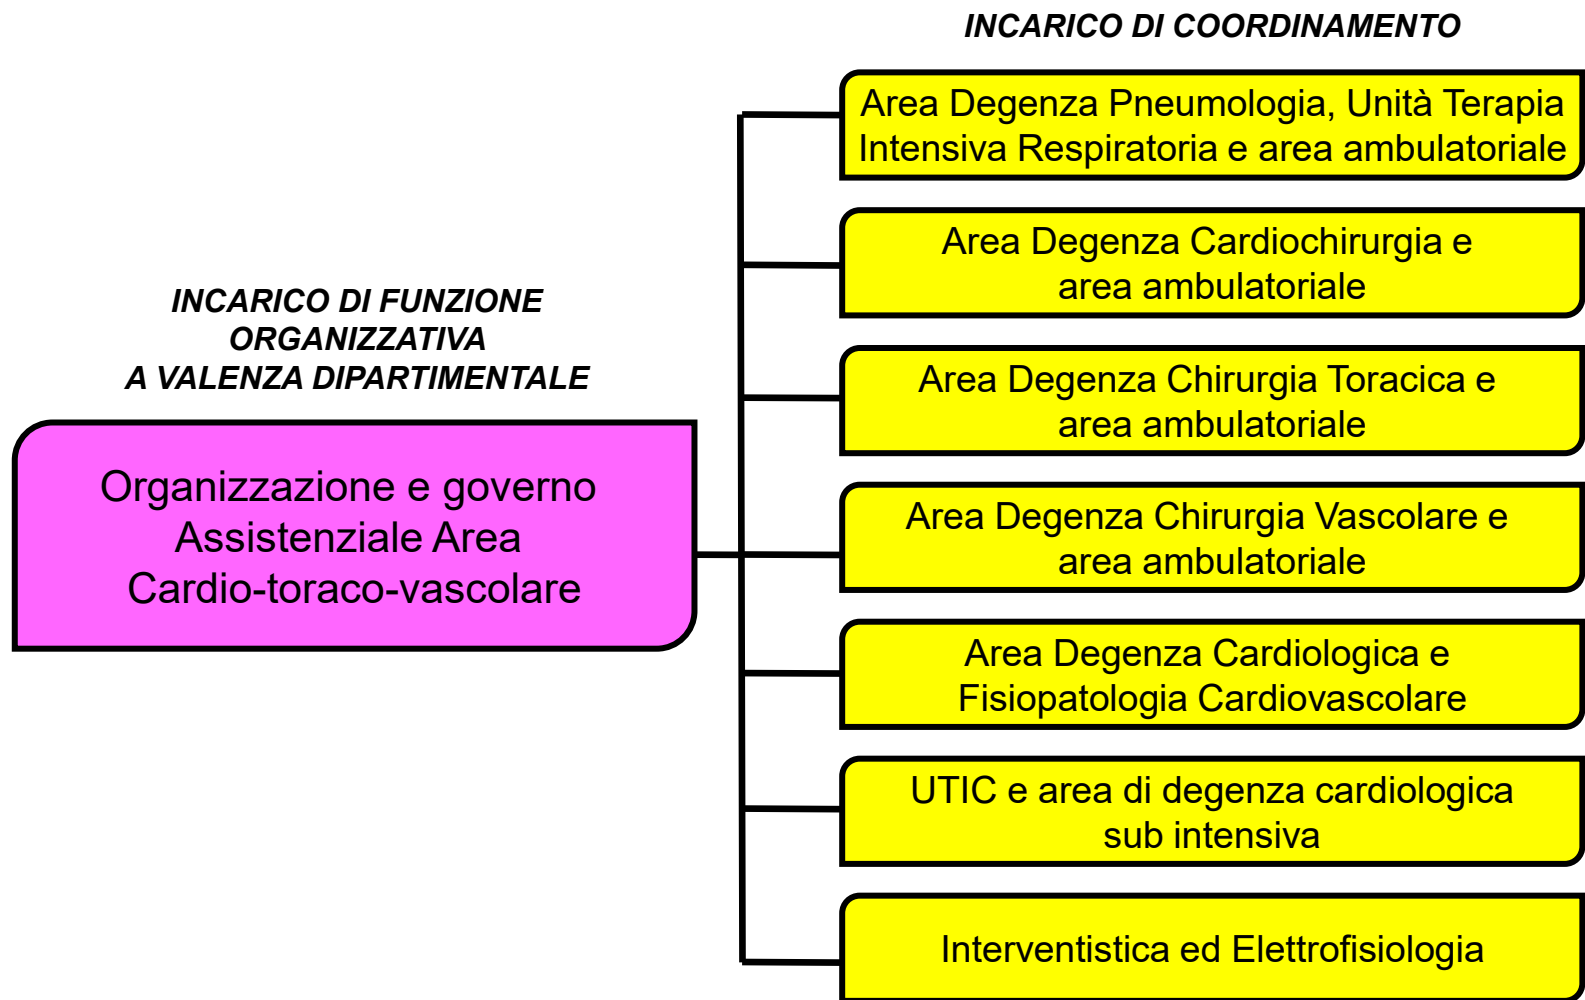 INCARICO DI COORDINAMENTO
Area Degenza Pneumologia, Unità Terapia
Intensiva Respiratoria e area ambulatoriale
Area Degenza Cardiochirurgia e
area ambulatoriale
INCARICO DI FUNZIONE
ORGANIZZATIVA
A VALENZA DIPARTIMENTALE
Area Degenza Chirurgia Toracica e
area ambulatoriale
Organizzazione e governo
Assistenziale Area
Cardio-toraco-vascolare
Area Degenza Chirurgia Vascolare e
area ambulatoriale
Area Degenza Cardiologica e
Fisiopatologia Cardiovascolare
UTIC e area di degenza cardiologica
sub intensiva
Interventistica ed Elettrofisiologia